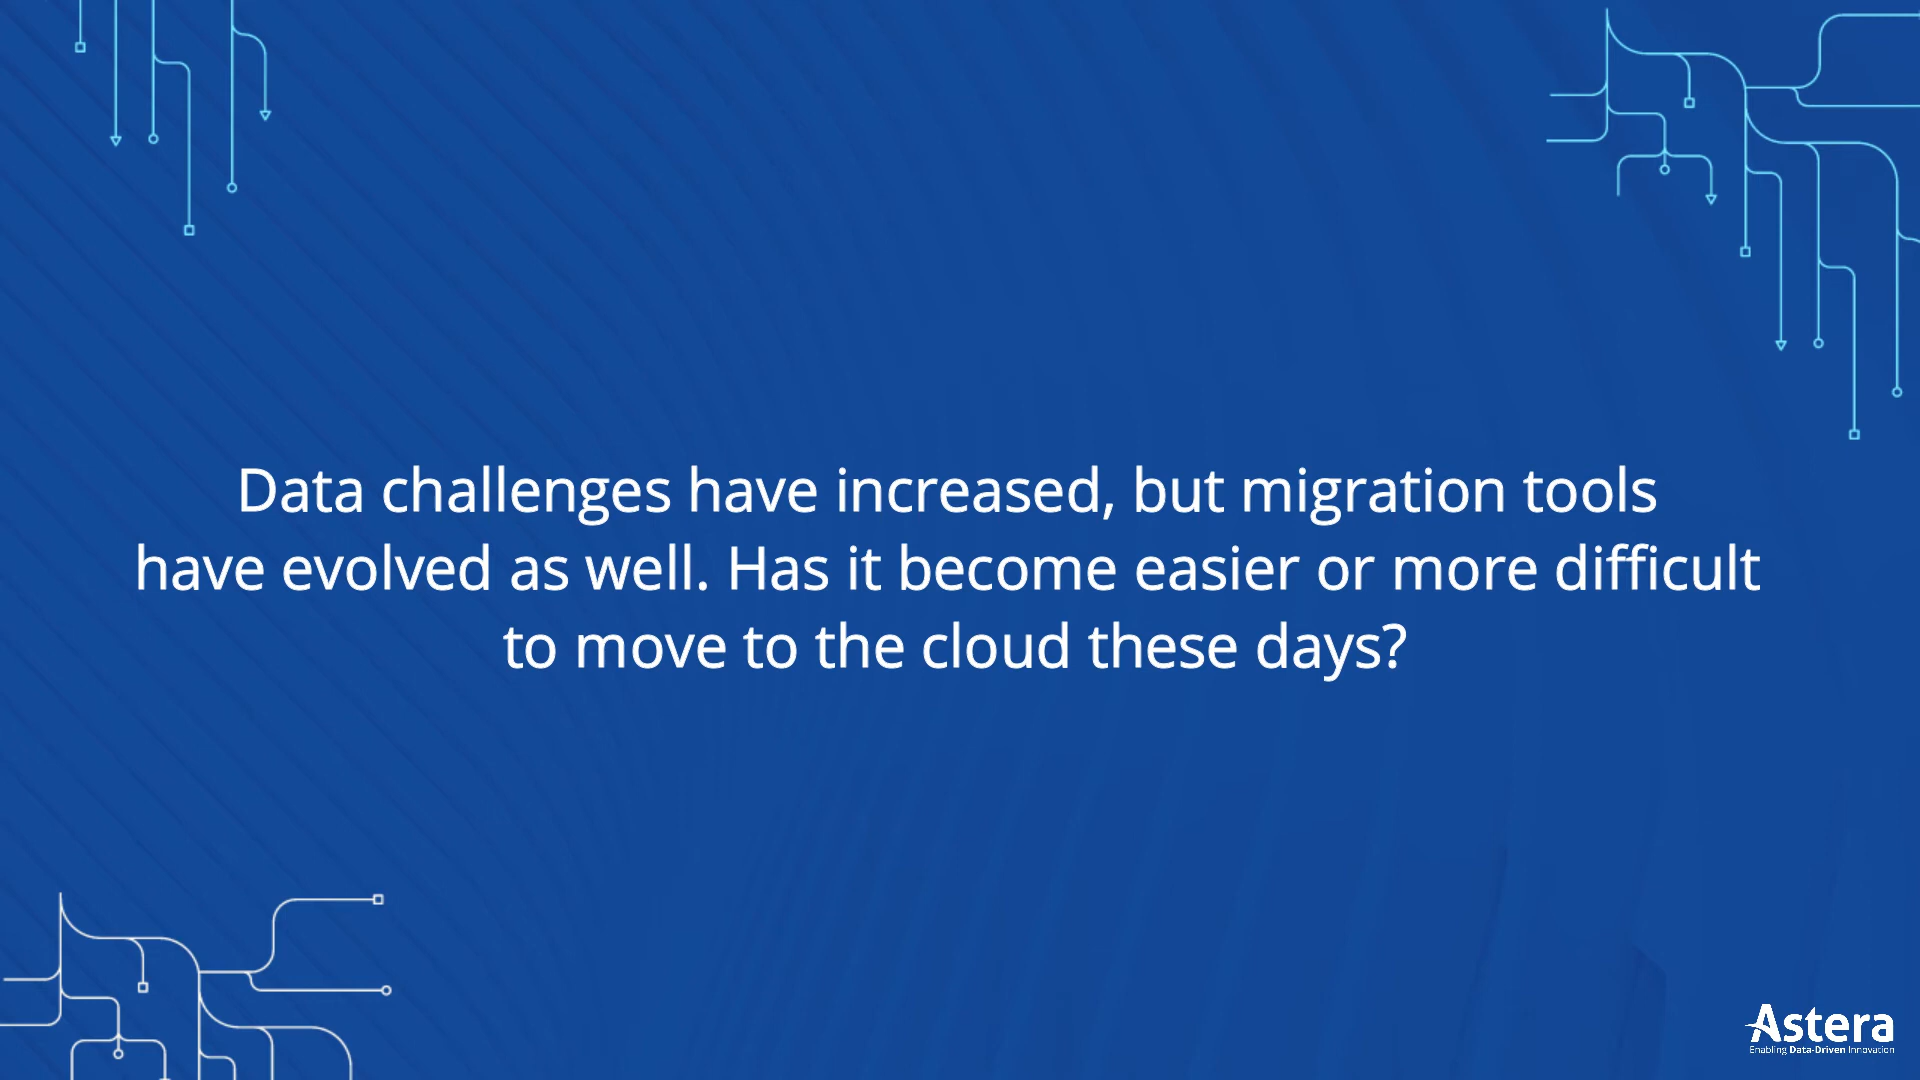 Data challenges have increased, but migration tools
have evolved as well. Has it become easier or more difficult
to move to the cloud these days?
Astera
Enabling Data-Driven Innovation